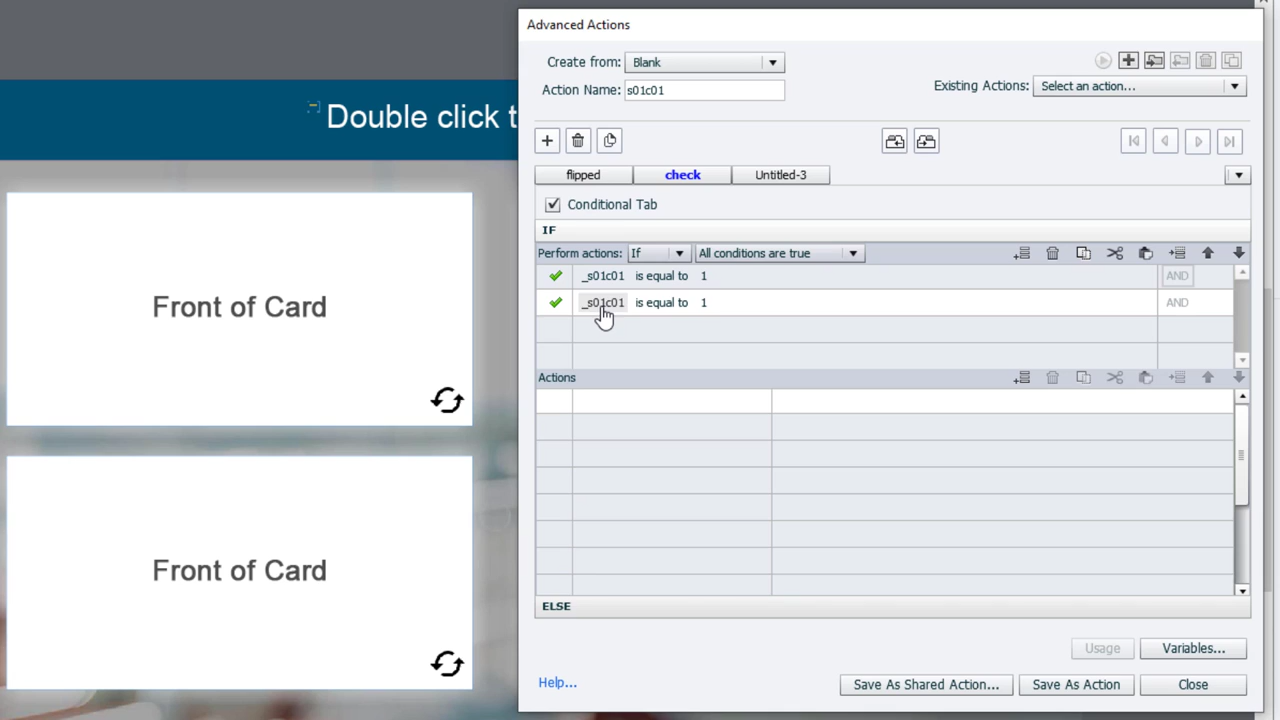 Advanced Actions
Create from: Blank
Action Name: s01c01
Existing Actions: Select an action...
Double click t
flipped check Untitled-3
Conditional Tab
IF
Perform actions: If All conditions are true
_s01c01 is equal to 1 AND
_s01c01 is equal to 1 AND
Actions
ELSE
Front of Card
Front of Card
Usage Variables...
Help... Save As Shared Action... Save As Action Close